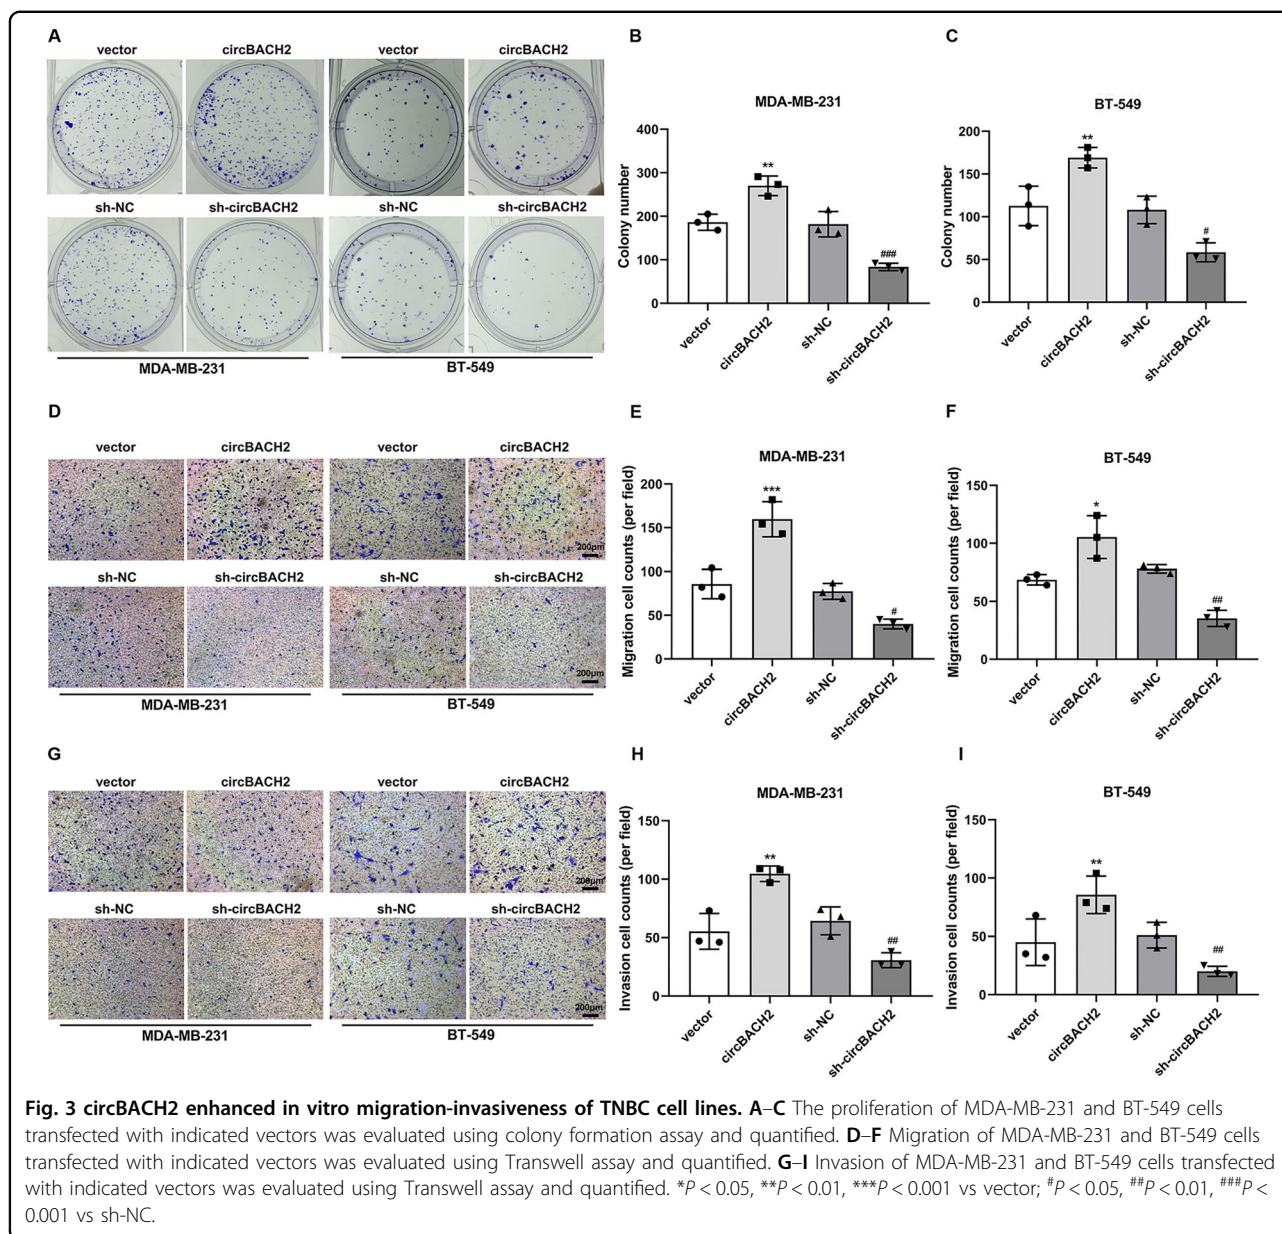 A
vector circBACH2 vector circBACH2
sh-NC sh-circBACH2 sh-NC sh-circBACH2
MDA-MB-231 BT-549
B
MDA-MB-231
Colony number
400
300
200
100
0
**
###
vector circBACH2 sh-NC sh-circBACH2
C
BT-549
Colony number
200
150
100
50
0
**
#
vector circBACH2 sh-NC sh-circBACH2
D
vector circBACH2 vector circBACH2
200μm
sh-NC sh-circBACH2 sh-NC sh-circBACH2
200μm
MDA-MB-231 BT-549
E
MDA-MB-231
Migration cell counts (per field)
200
150
100
50
0
***
#
vector circBACH2 sh-NC sh-circBACH2
F
BT-549
Migration cell counts (per field)
150
100
50
0
*
##
vector circBACH2 sh-NC sh-circBACH2
G
vector circBACH2 vector circBACH2
200μm
sh-NC sh-circBACH2 sh-NC sh-circBACH2
200μm
MDA-MB-231 BT-549
H
MDA-MB-231
Invasion cell counts (per field)
150
100
50
0
**
##
vector circBACH2 sh-NC sh-circBACH2
I
BT-549
Invasion cell counts (per field)
150
100
50
0
**
##
vector circBACH2 sh-NC sh-circBACH2
Fig. 3 circBACH2 enhanced in vitro migration-invasiveness of TNBC cell lines. A–C The proliferation of MDA-MB-231 and BT-549 cells
transfected with indicated vectors was evaluated using colony formation assay and quantified. D–F Migration of MDA-MB-231 and BT-549 cells
transfected with indicated vectors was evaluated using Transwell assay and quantified. G–I Invasion of MDA-MB-231 and BT-549 cells transfected
with indicated vectors was evaluated using Transwell assay and quantified. *P < 0.05, **P < 0.01, ***P < 0.001 vs vector; #P < 0.05, ##P < 0.01, ###P <
0.001 vs sh-NC.